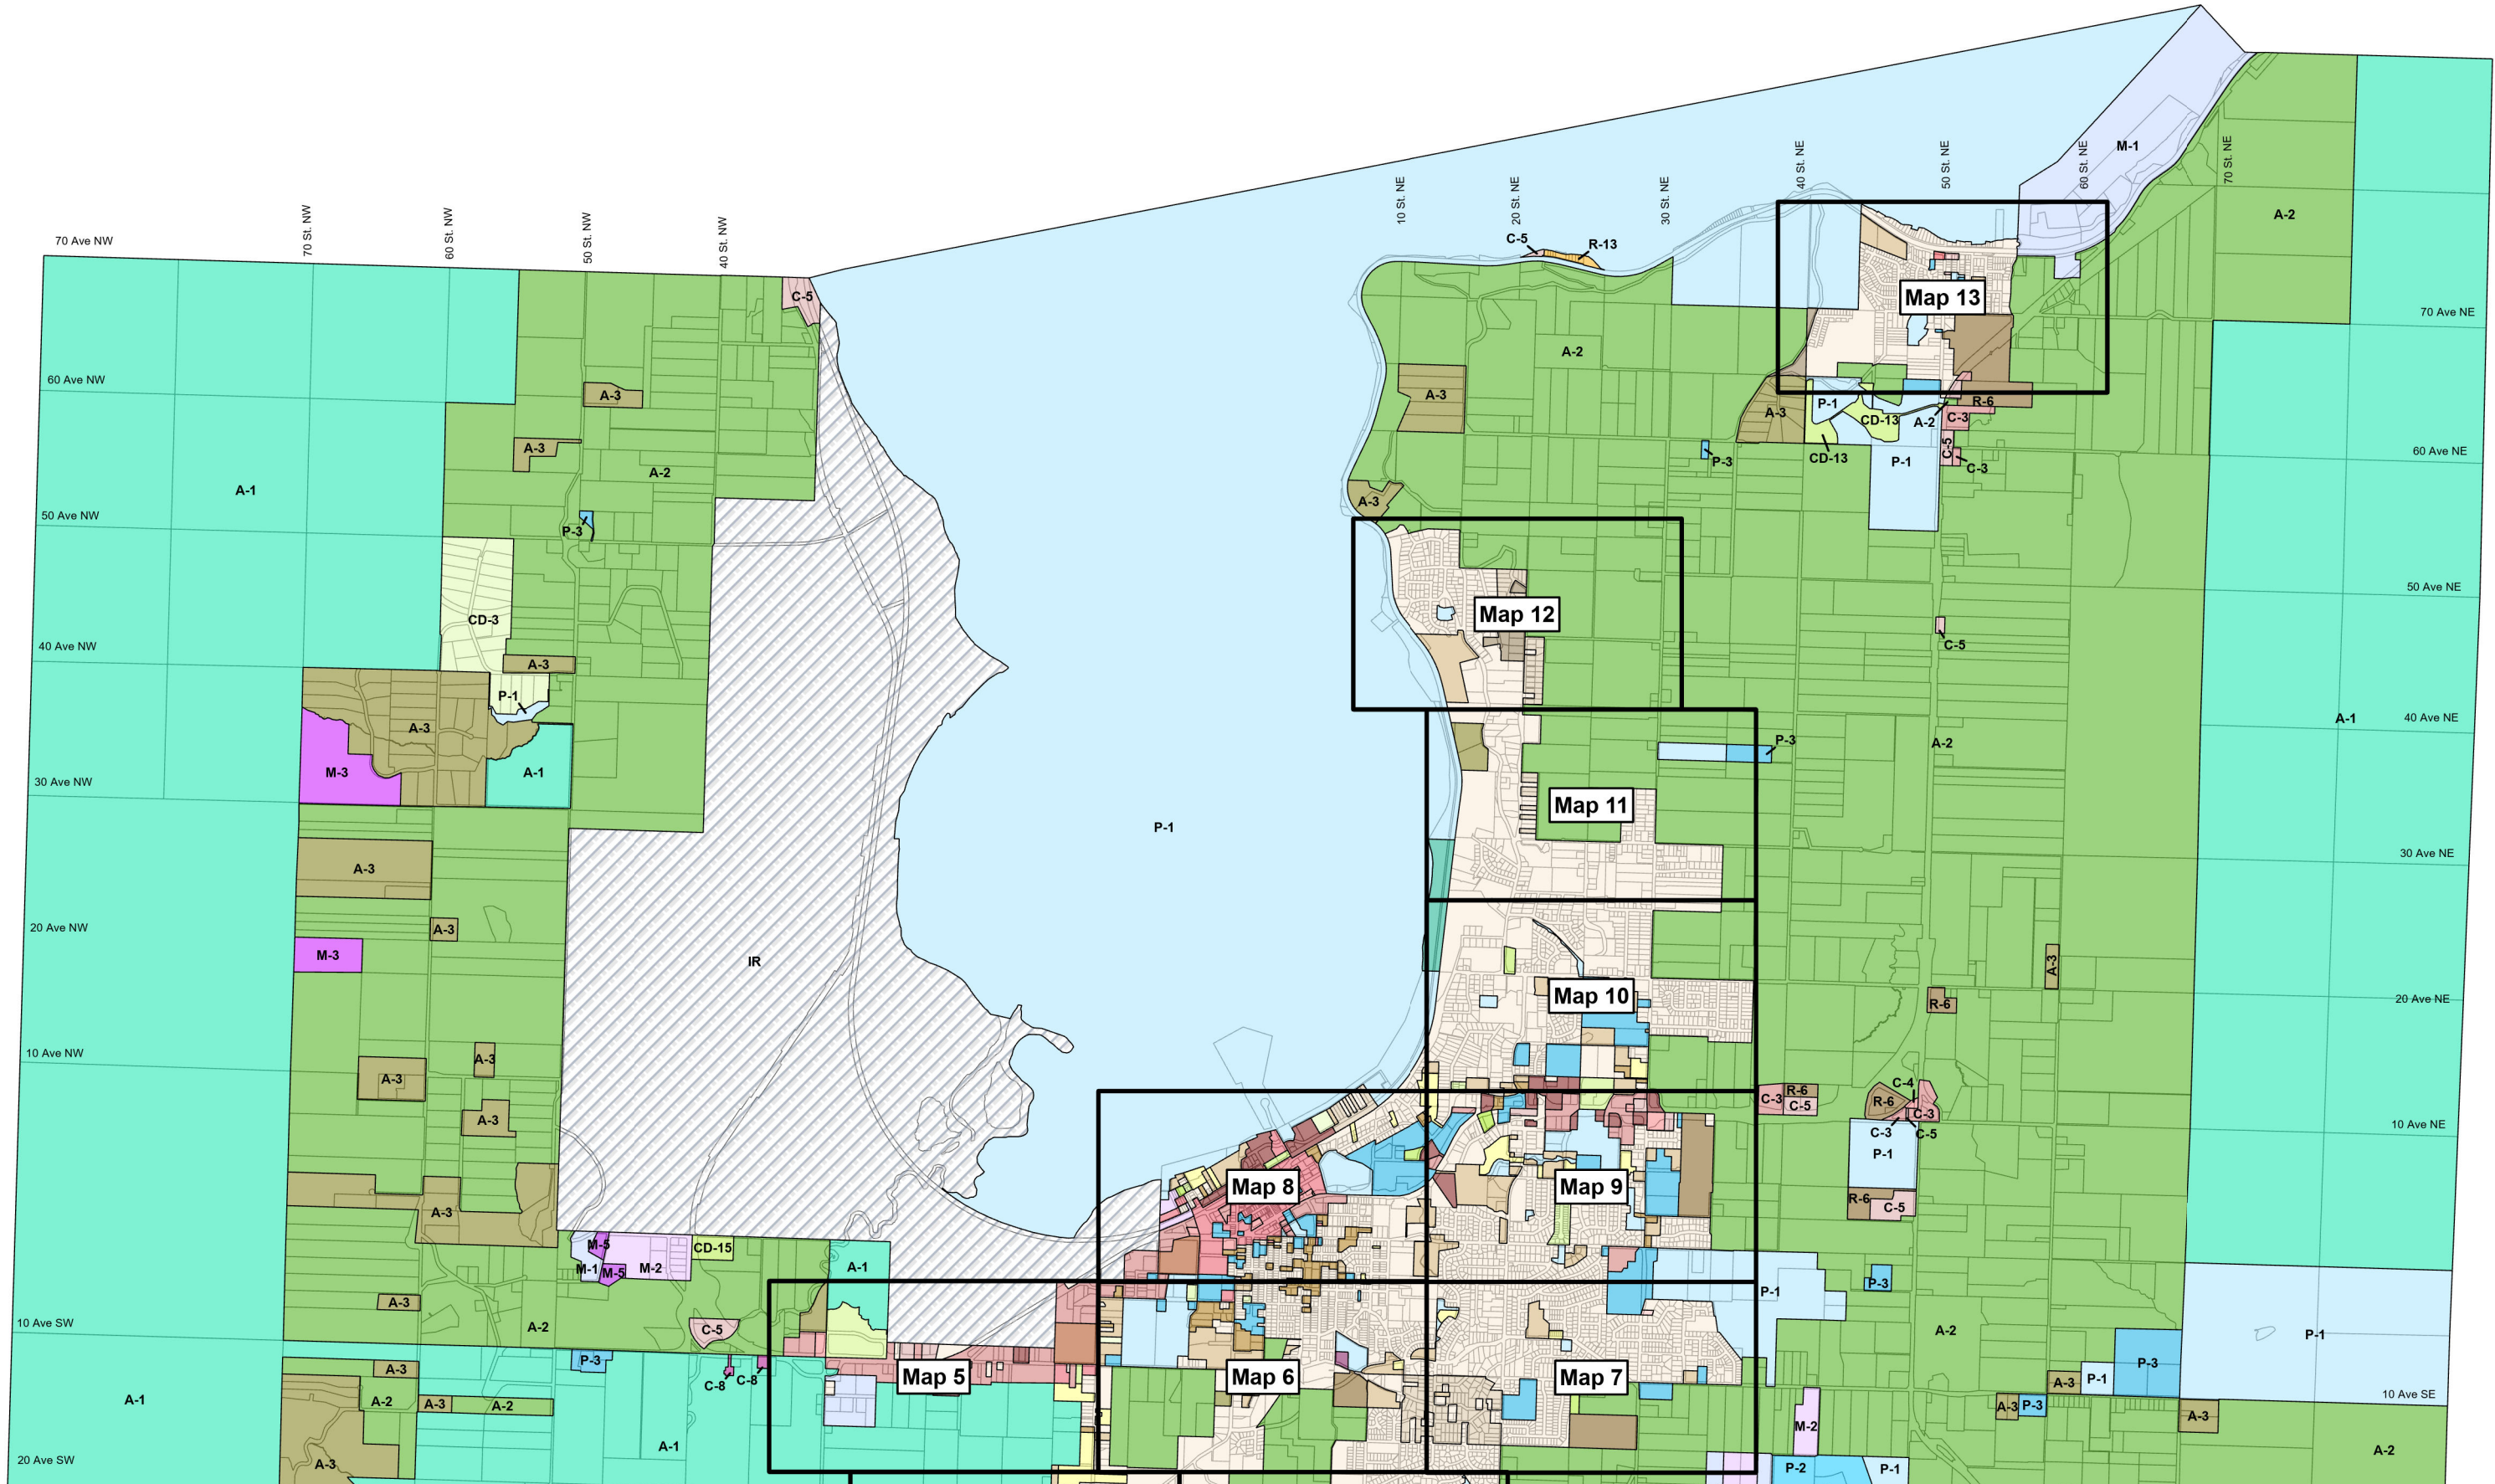 70 Ave NW
70 St. NW
60 St. NW
50 St. NW
40 St. NW
10 St. NE
20 St. NE
30 St. NE
40 St. NE
50 St. NE
60 St. NE
70 St. NE
M-1
A-2
C-5
R-13
C-5
Map 13
70 Ave NE
A-2
60 Ave NW
A-3
A-3
A-3
P-1
R-6
CD-13
A-2
C-3
A-3
A-2
CD-13
P-3
P-1
C-5
C-3
60 Ave NE
A-1
50 Ave NW
P-3
A-3
50 Ave NE
CD-3
Map 12
40 Ave NW
A-3
C-5
P-1
A-3
A-1
40 Ave NE
P-3
A-2
M-3
A-1
30 Ave NW
Map 11
P-1
30 Ave NE
A-3
20 Ave NW
A-3
M-3
IR
A-3
Map 10
R-6
20 Ave NE
10 Ave NW
A-3
A-3
A-3
C-3
R-6
C-5
C-4
R-6
C-3
C-3
C-5
10 Ave NE
P-1
Map 8
Map 9
R-6
C-5
A-3
M-5
M-1
M-5
M-2
CD-15
A-1
P-3
P-1
A-3
10 Ave SW
A-2
C-5
A-2
P-1
P-3
A-3
P-3
C-8
C-8
Map 5
Map 6
Map 7
A-3
P-1
10 Ave SE
A-1
A-2
A-3
A-2
A-3
P-3
A-3
M-2
A-1
A-2
20 Ave SW
A-3
P-2
P-1